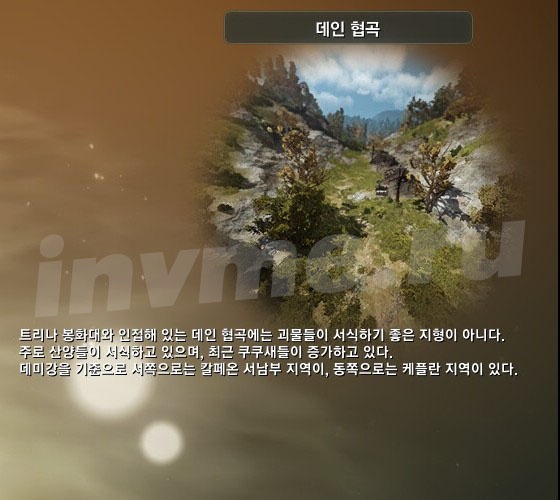 데인 협곡
invmo.ru
트리나 봉화대와 인접해 있는 데인 협곡에는 괴물들이 서식하기 좋은 지형이 아니다.
주로 산양들이 서식하고 있으며, 최근 쿠쿠새들이 증가하고 있다.
데미강을 기준으로 서쪽으로는 칼페온 서남부 지역이, 동쪽으로는 케플란 지역이 있다.